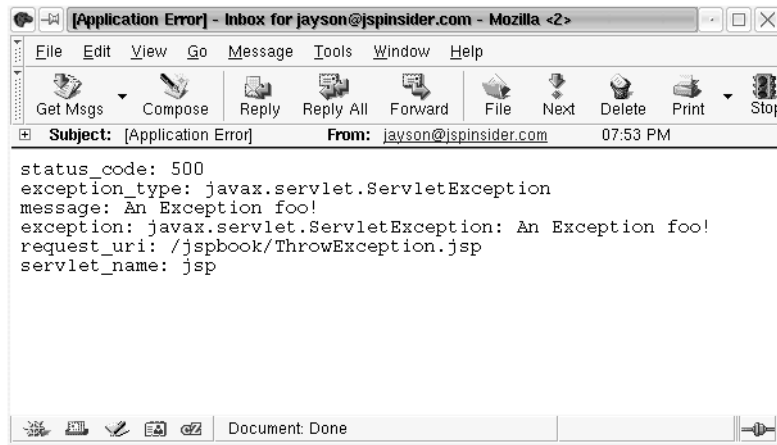 [Application Error] - Inbox for jayson@jspinsider.com - Mozilla <2>
File Edit View Go Message Tools Window Help
Get Msgs Compose Reply Reply All Forward File Next Delete Print Stop
Subject: [Application Error] From: jayson@jspinsider.com 07:53 PM
status_code: 500
exception_type: javax.servlet.ServletException
message: An Exception foo!
exception: javax.servlet.ServletException: An Exception foo!
request_uri: /jspbook/ThrowException.jsp
servlet_name: jsp
Document: Done